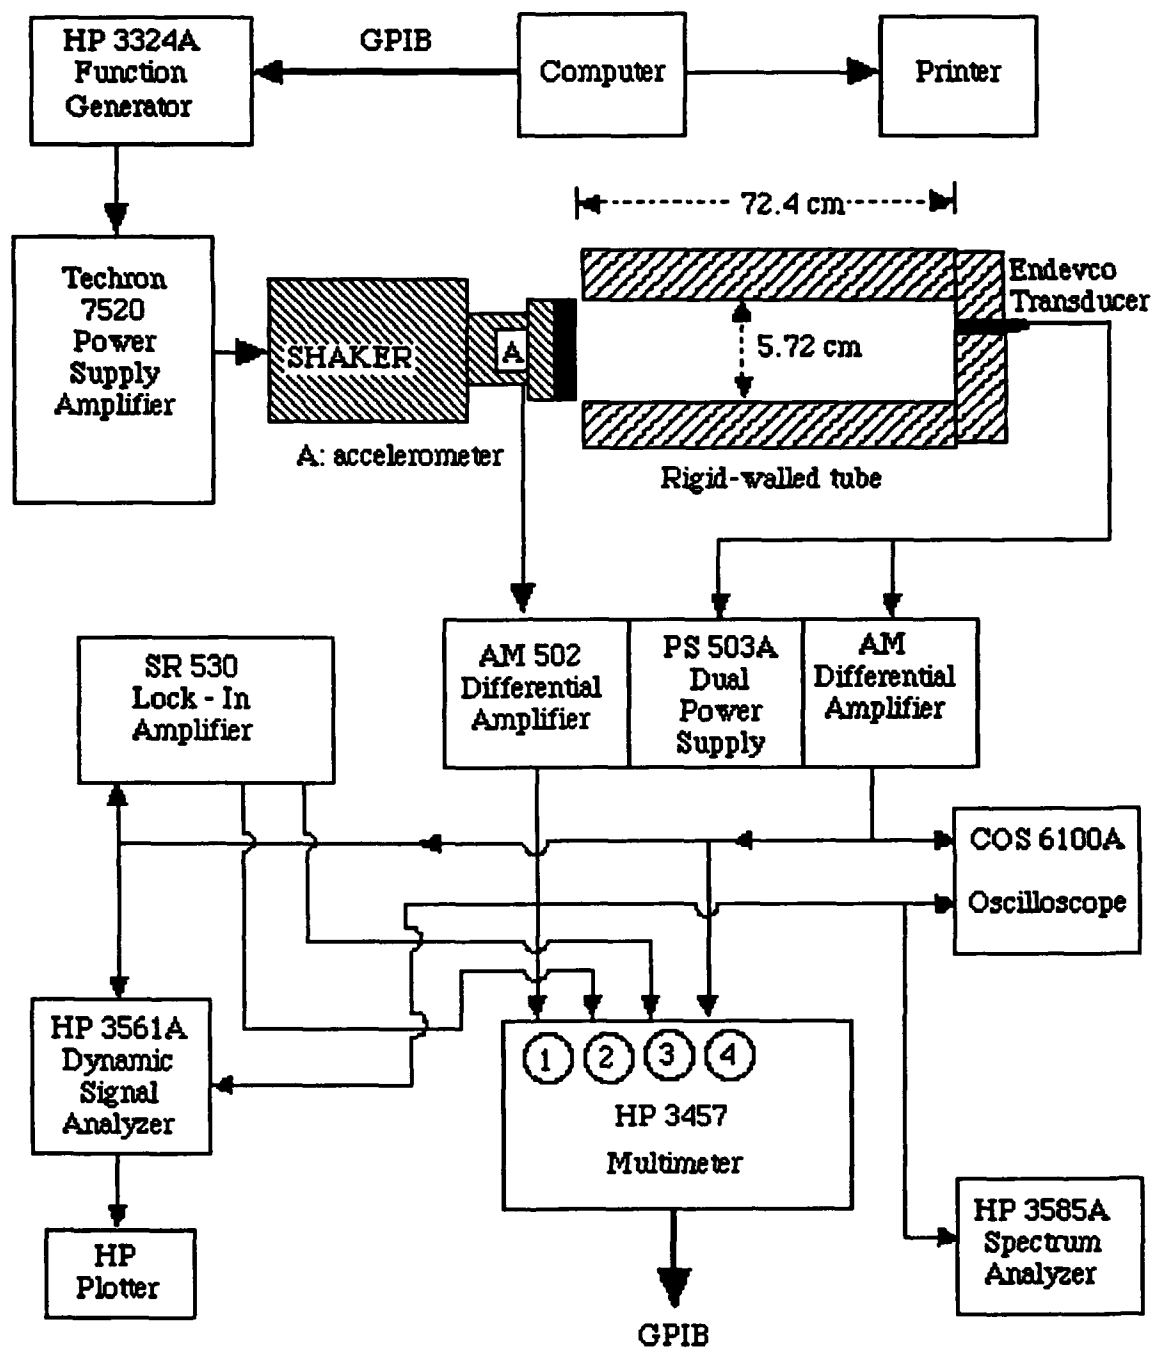 HP 3324A
Function
Generator
GPIB
Computer
Printer
72.4 cm
Techron
7520
Power
Supply
Amplifier
SHAKER
A
5.72 cm
Endevco
Transducer
A: accelerometer
Rigid-walled tube
SR 530
Lock - In
Amplifier
AM 502
Differential
Amplifier
PS 503A
Dual
Power
Supply
AM
Differential
Amplifier
COS 6100A
Oscilloscope
HP 3561A
Dynamic
Signal
Analyzer
1 2 3 4
HP 3457
Multimeter
HP
Plotter
HP 3585A
Spectrum
Analyzer
GPIB